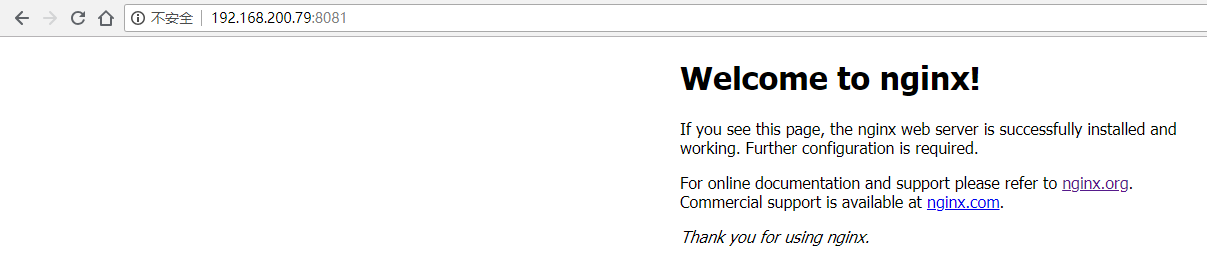 不安全 192.168.200.79:8081
Welcome to nginx!
If you see this page, the nginx web server is successfully installed and
working. Further configuration is required.
For online documentation and support please refer to nginx.org.
Commercial support is available at nginx.com.
Thank you for using nginx.